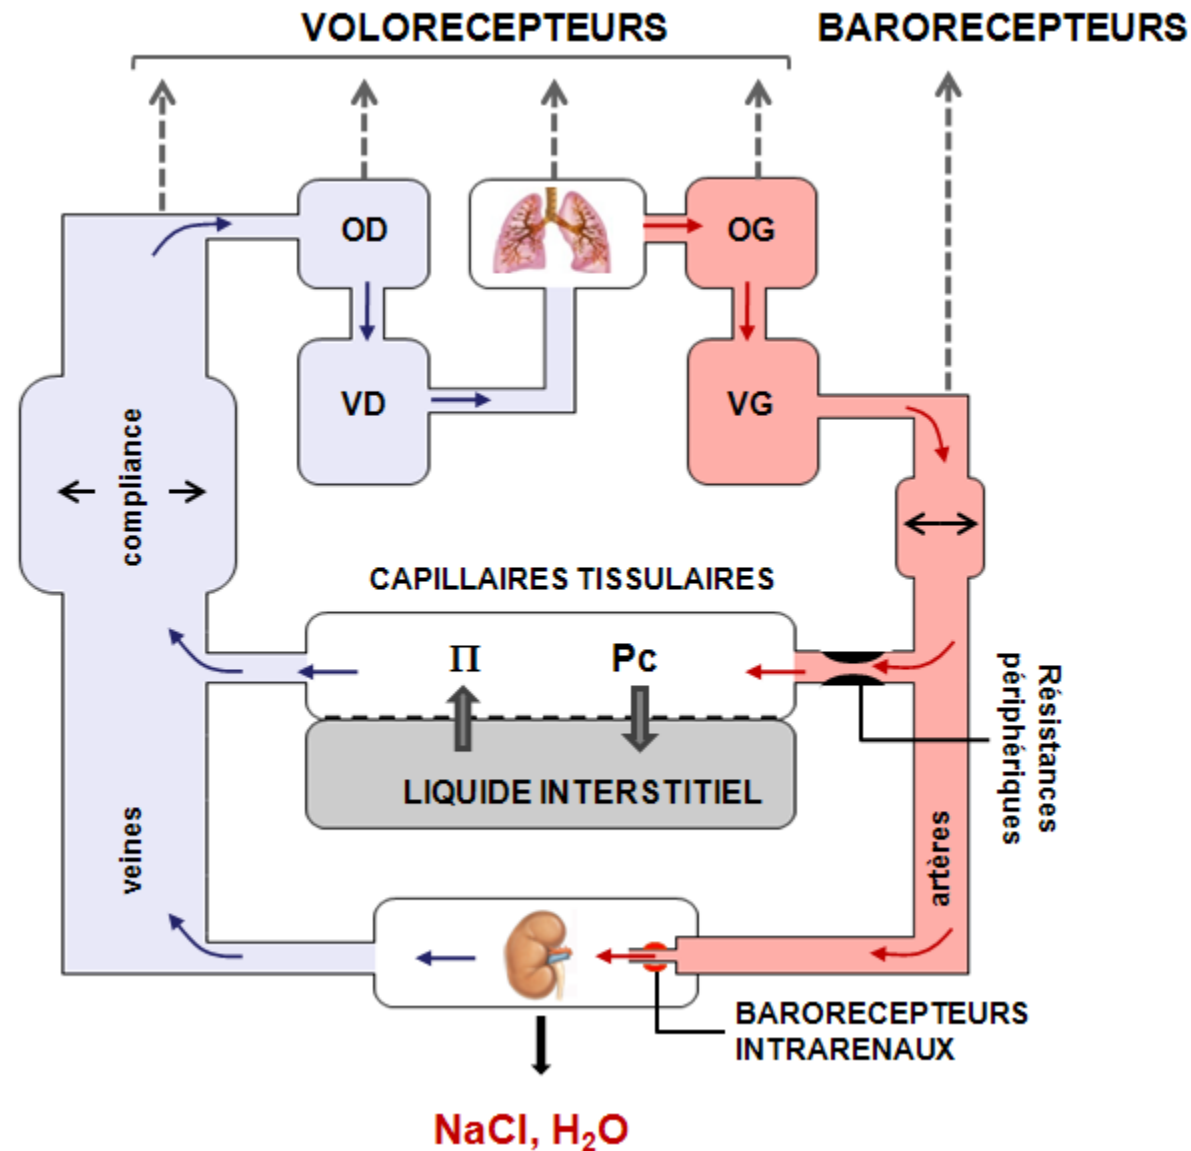 VOLORECEPTEURS
BARORECEPTEURS
OD
OG
VD
VG
compliance
CAPILLAIRES TISSULAIRES
Π
Pc
LIQUIDE INTERSTITIEL
Résistances
périphériques
veines
artères
BARORECEPTEURS
INTRARENAUX
NaCl, H₂O